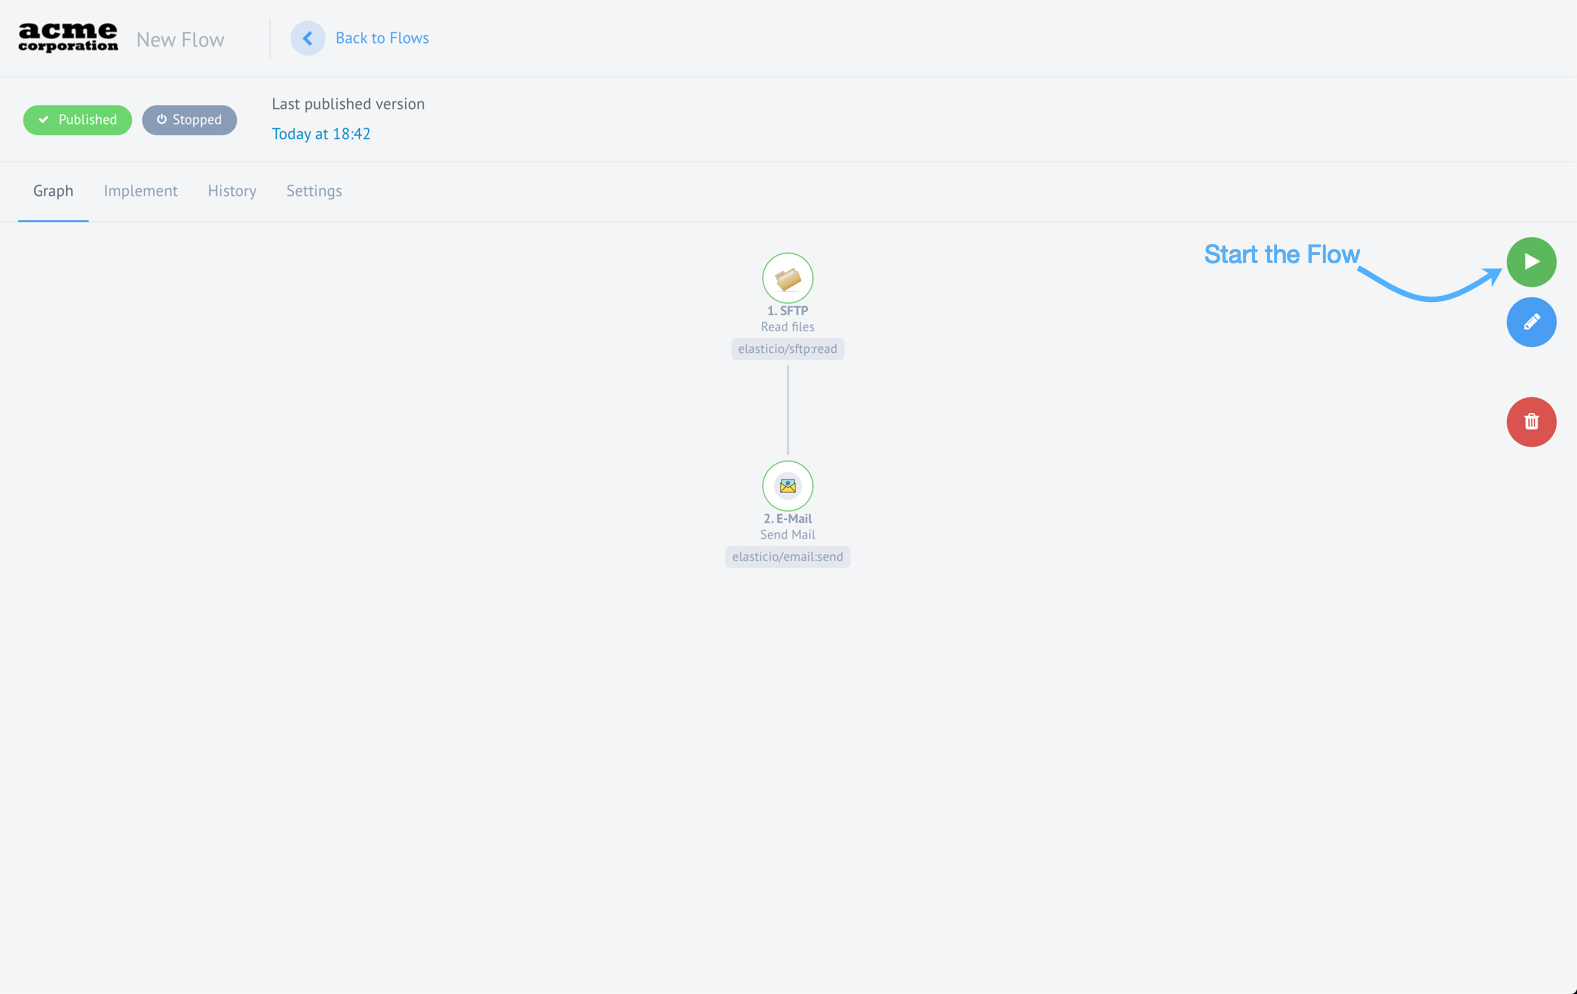 acme
corporation
New Flow
Back to Flows
Published
Stopped
Last published version
Today at 18:42
Graph
Implement
History
Settings
Start the Flow
1. SFTP
Read files
elasticio/sftp:read
2. E-Mail
Send Mail
elasticio/email:send